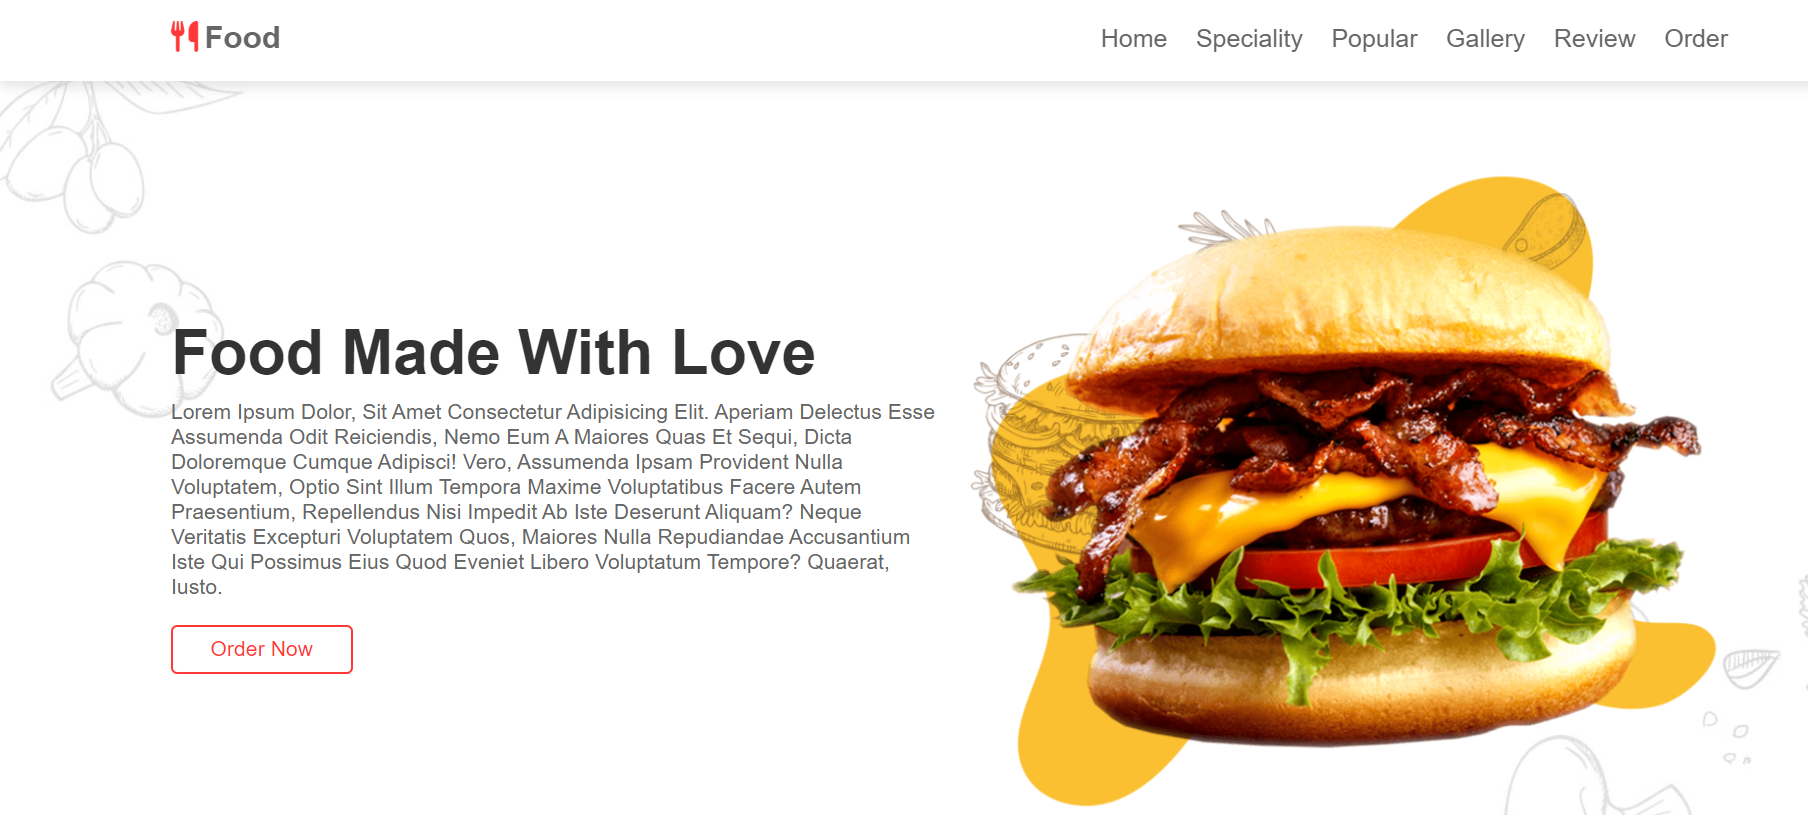 Food
Home Speciality Popular Gallery Review Order
Food Made With Love
Lorem Ipsum Dolor, Sit Amet Consectetur Adipisicing Elit. Aperiam Delectus Esse
Assumenda Odit Reiciendis, Nemo Eum A Maiores Quas Et Sequi, Dicta
Doloremque Cumque Adipisci! Vero, Assumenda Ipsam Provident Nulla
Voluptatem, Optio Sint Illum Tempora Maxime Voluptatibus Facere Autem
Praesentium, Repellendus Nisi Impedit Ab Iste Deserunt Aliquam? Neque
Veritatis Excepturi Voluptatem Quos, Maiores Nulla Repudiandae Accusantium
Iste Qui Possimus Eius Quod Eveniet Libero Voluptatum Tempore? Quaerat,
Iusto.
Order Now